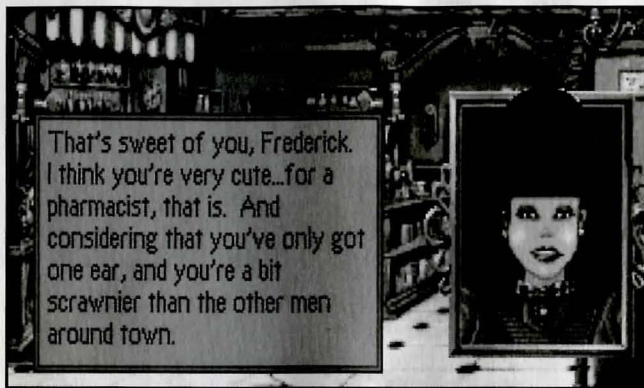 That's sweet of you, Frederick.
I think you're very cute...for a
pharmacist, that is. And
considering that you've only got
one ear, and you're a bit
scrawnier than the other men
around town.